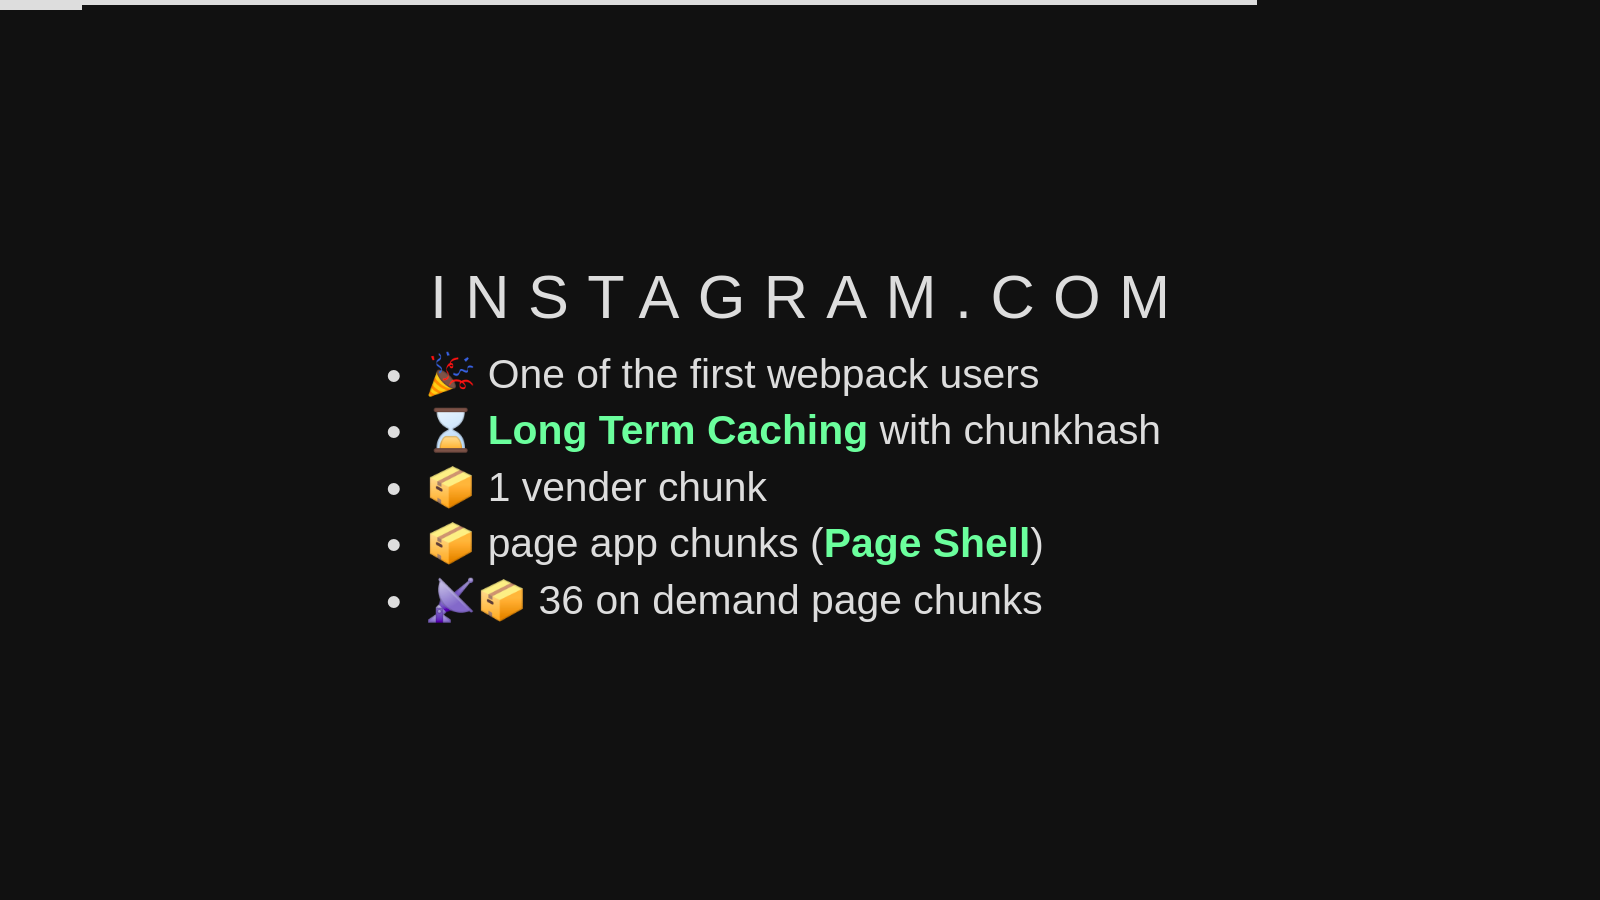 INSTAGRAM.COM
• 🎉 One of the first webpack users
• ⌛ Long Term Caching with chunkhash
• 📦 1 vender chunk
• 📦 page app chunks (Page Shell)
• 📡📦 36 on demand page chunks